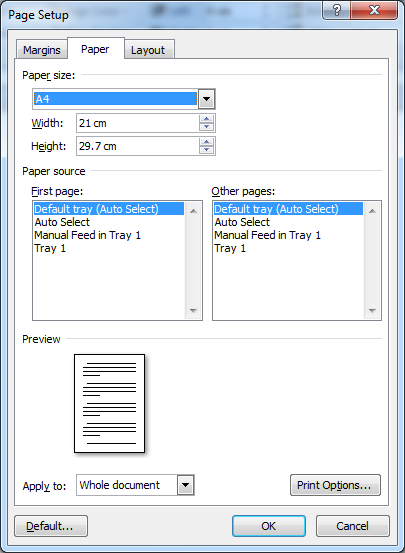 Page Setup
Margins Paper Layout
Paper size:
A4
Width: 21 cm
Height: 29.7 cm
Paper source
First page: Other pages:
Default tray (Auto Select) Default tray (Auto Select)
Auto Select Auto Select
Manual Feed in Tray 1 Manual Feed in Tray 1
Tray 1 Tray 1
Preview
Apply to: Whole document Print Options...
Default... OK Cancel